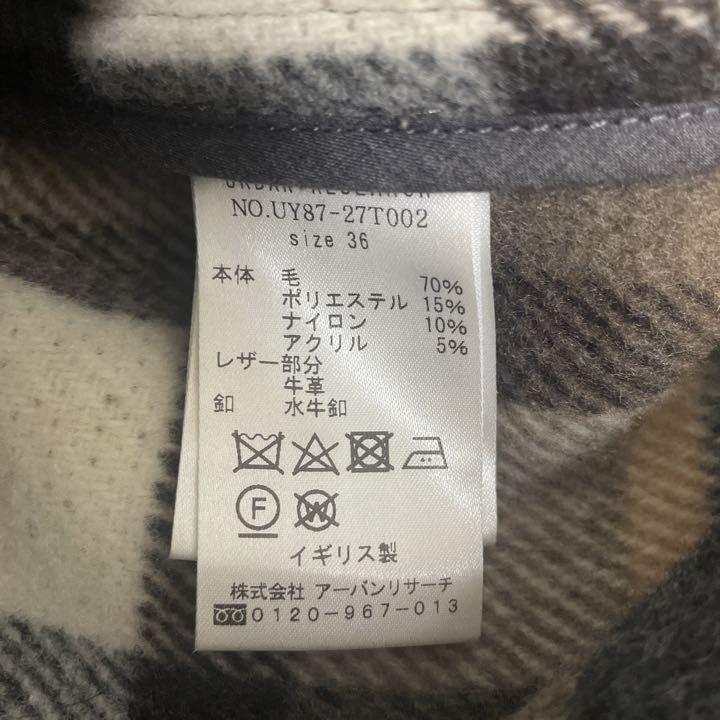 URBAN RESEARCH
NO.UY87-27T002
size 36
本体 毛 70%
ポリエステル 15%
ナイロン 10%
アクリル 5%
レザー部分
牛革
釦 水牛釦
F W
イギリス製
株式会社 アーバンリサーチ
0120-967-013